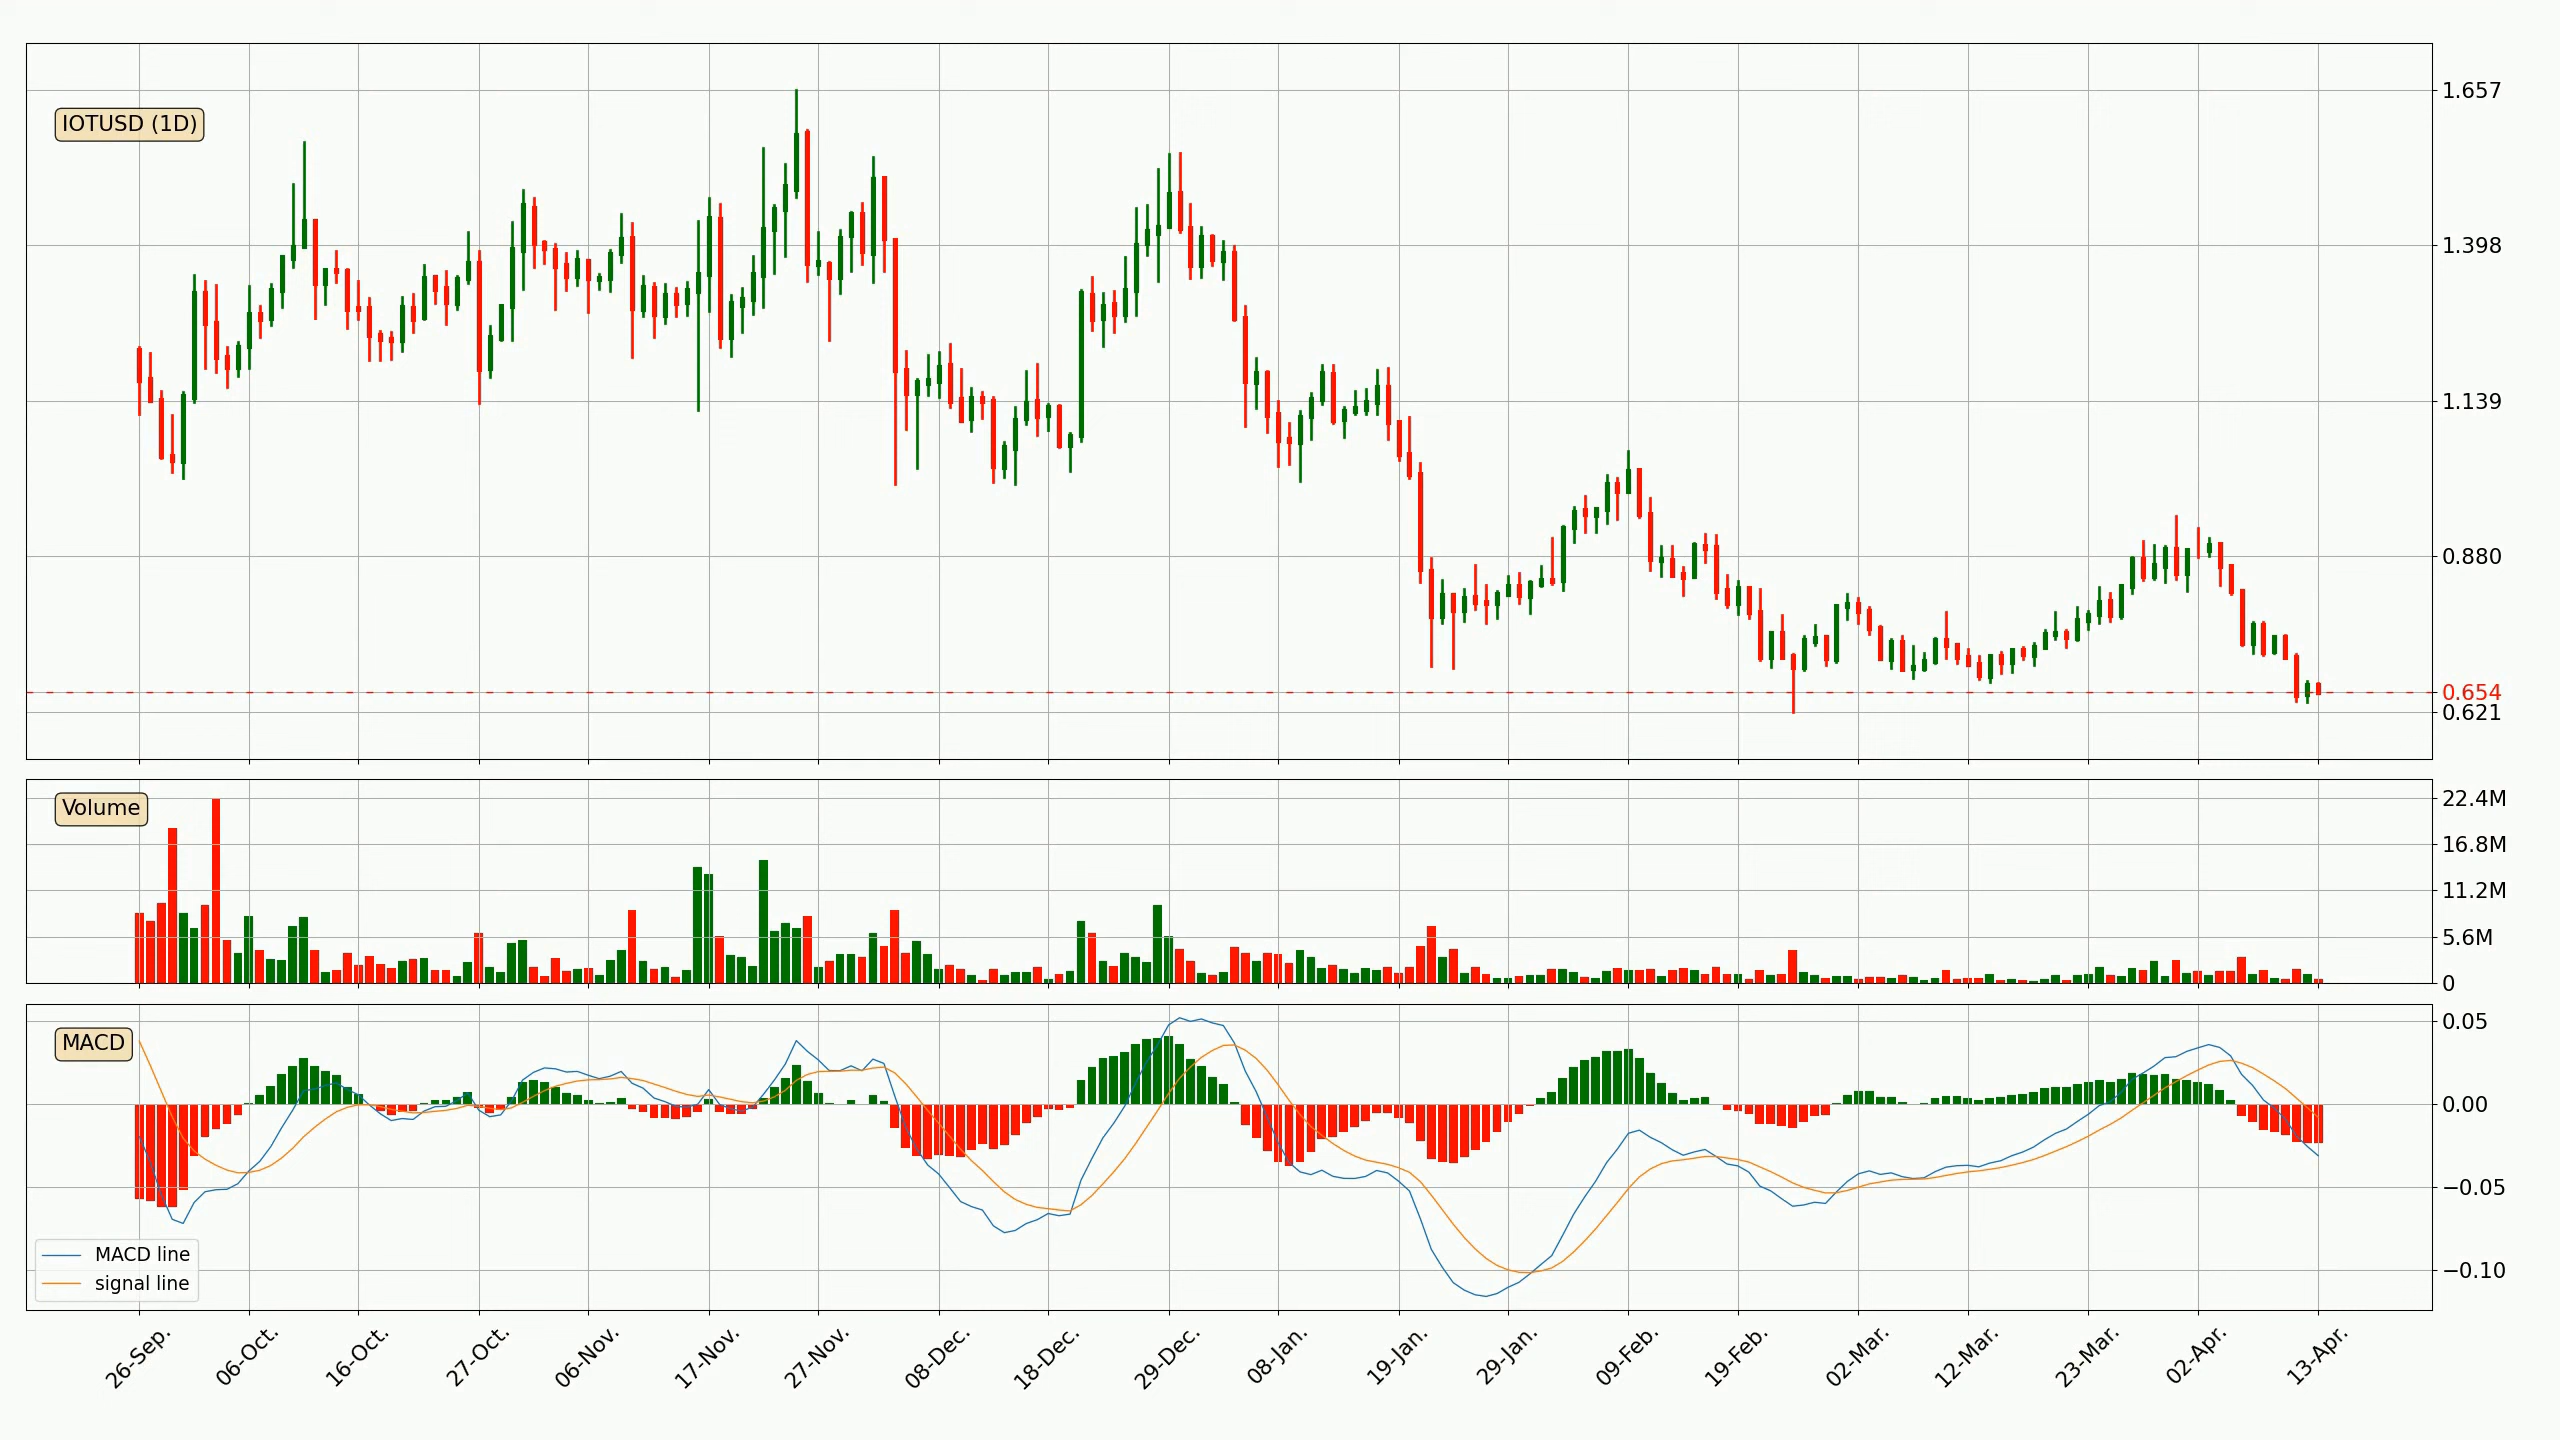 1.657
IOTUSD (1D)
1.398
1.139
0.880
0.654
0.621
Volume
22.4M
16.8M
11.2M
5.6M
0
MACD
0.05
0.00
−0.05
−0.10
MACD line
signal line
26-Sep.
06-Oct.
16-Oct.
27-Oct.
06-Nov.
17-Nov.
27-Nov.
08-Dec.
18-Dec.
29-Dec.
08-Jan.
19-Jan.
29-Jan.
09-Feb.
19-Feb.
02-Mar.
12-Mar.
23-Mar.
02-Apr.
13-Apr.